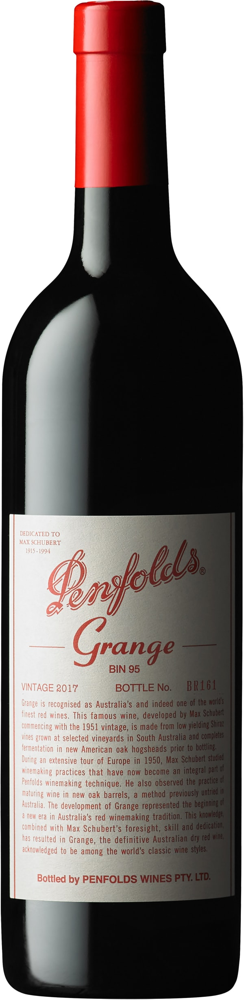 DEDICATED TO
MAX SCHUBERT
1915 - 1994
Penfolds®
Grange
BIN 95
VINTAGE 2017 BOTTLE No. BR161
Grange is recognised as Australia's and indeed one of the world's
finest red wines. This famous wine, developed by Max Schubert
commencing with the 1951 vintage, is made from low yielding Shiraz
vines grown at selected vineyards in South Australia and completes
fermentation in new American oak hogsheads prior to bottling.
During an extensive tour of Europe in 1950, Max Schubert studied
winemaking practices that have now become an integral part of
Penfolds winemaking technique. He also observed the practice of
maturing wine in new oak barrels, a method previously untried in
Australia. The development of Grange represented the beginning of
a new era in Australia's red winemaking tradition. This knowledge,
combined with Max Schubert's foresight, skill and dedication,
has resulted in Grange, the definitive Australian dry red wine,
acknowledged to be among the world's classic wine styles.
Bottled by PENFOLDS WINES PTY. LTD.